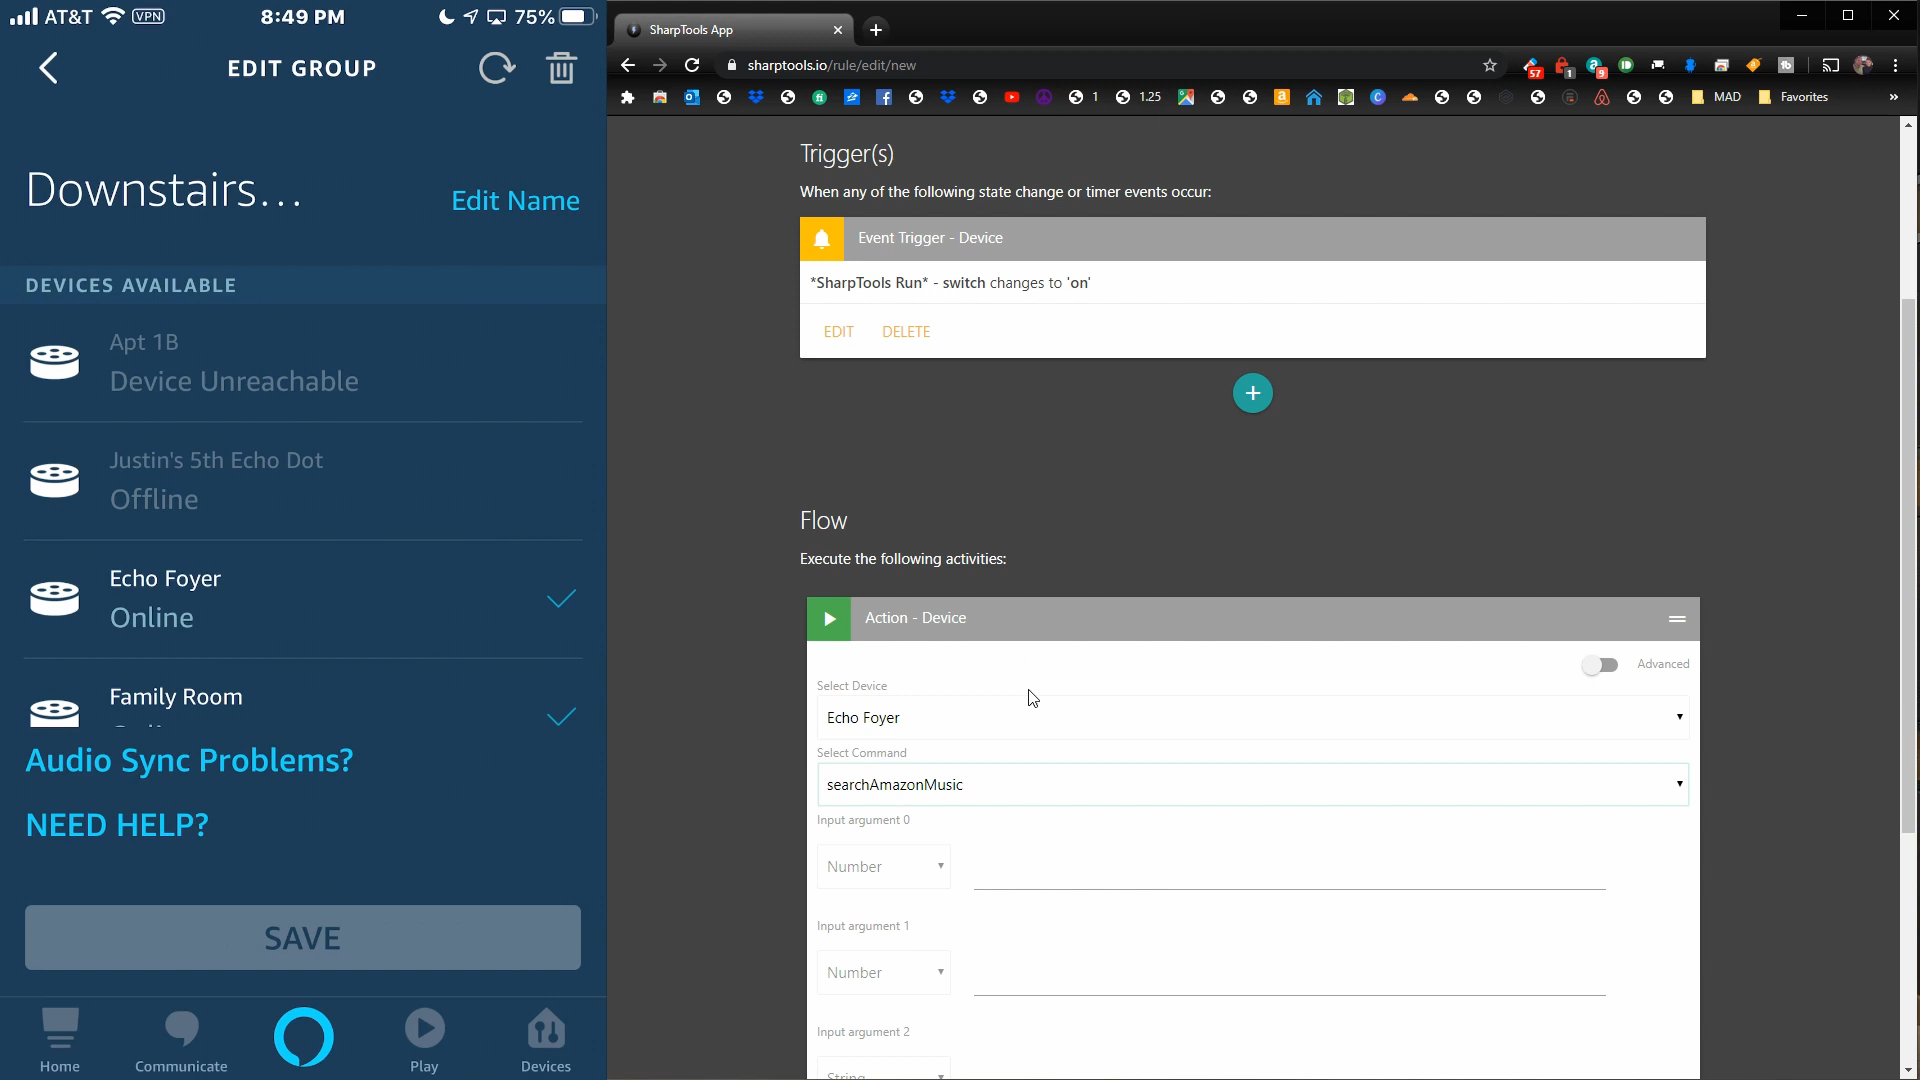 AT&T VPN 8:49 PM 75%
EDIT GROUP
Downstairs...
Edit Name
DEVICES AVAILABLE
Apt 1B
Device Unreachable
Justin's 5th Echo Dot
Offline
Echo Foyer
Online
Family Room
Audio Sync Problems?
NEED HELP?
SAVE
Home
Communicate
Play
Devices
SharpTools App
sharptools.io/rule/edit/new
57
1
9
1
1.25
MAD
Favorites
»
Trigger(s)
When any of the following state change or timer events occur:
Event Trigger - Device
*SharpTools Run* - switch changes to 'on'
EDIT DELETE
+
Flow
Execute the following activities:
Action - Device
Advanced
Select Device
Echo Foyer
Select Command
searchAmazonMusic
Input argument 0
Number
Input argument 1
Number
Input argument 2
String